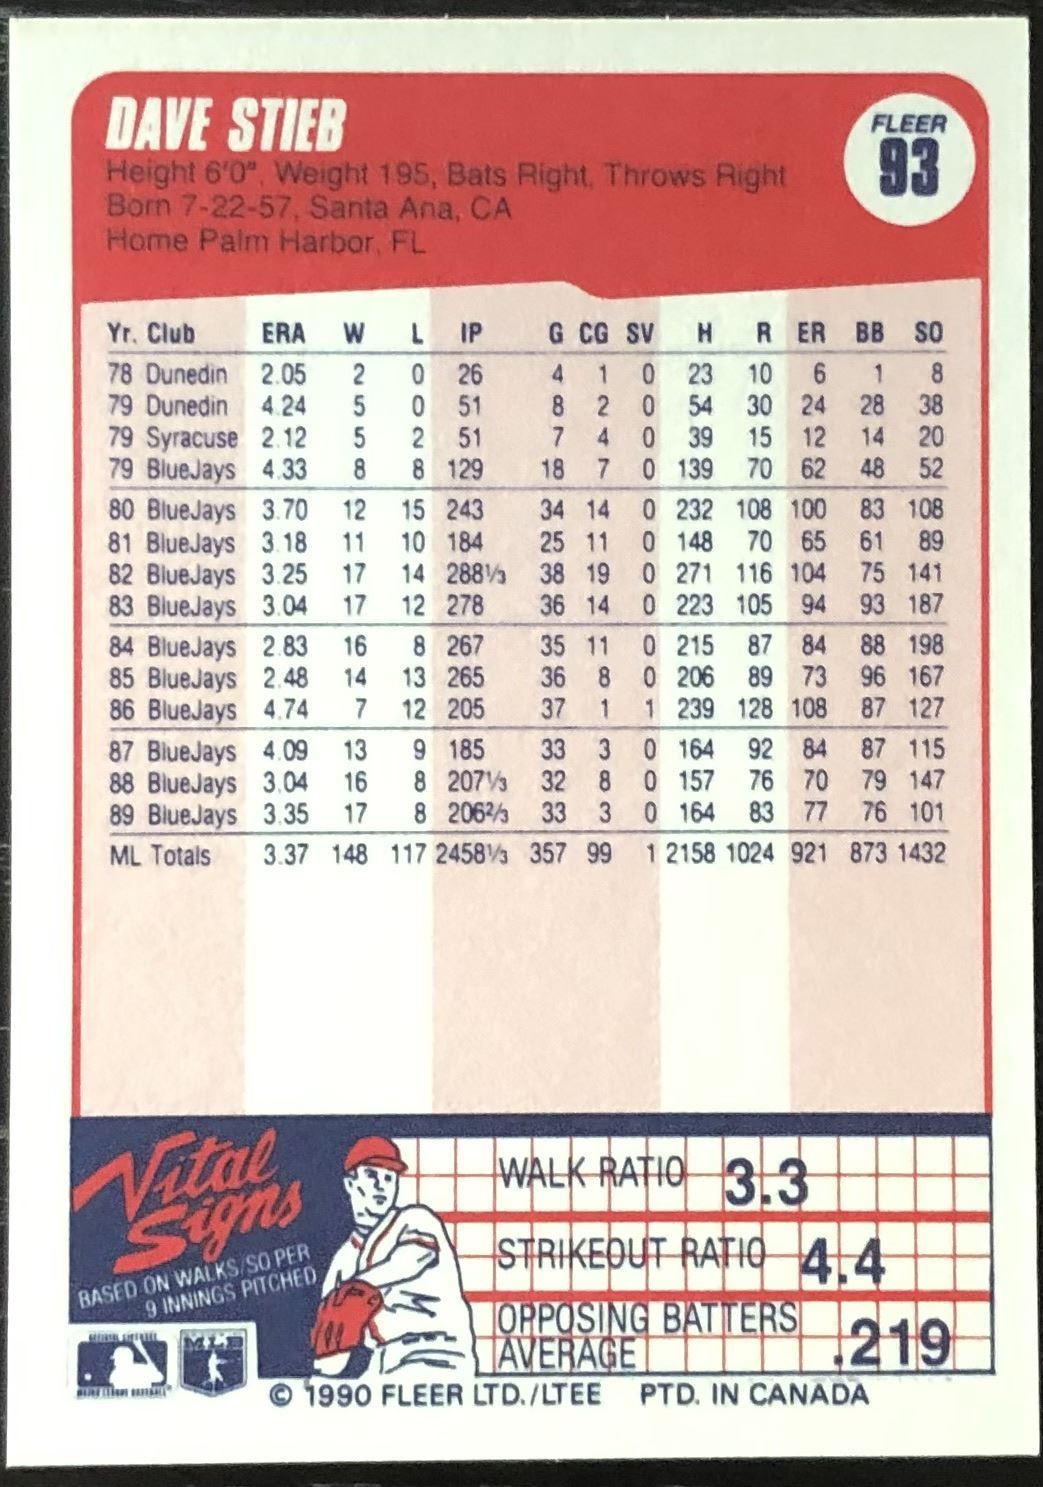 DAVE STIEB
FLEER
93
Height 6'0", Weight 195, Bats Right, Throws Right
Born 7-22-57, Santa Ana, CA
Home Palm Harbor, FL
Yr. Club ERA W L IP G CG SV H R ER BB SO
78 Dunedin 2.05 2 0 26 4 1 0 23 10 6 1 8
79 Dunedin 4.24 5 0 51 8 2 0 54 30 24 28 38
79 Syracuse 2.12 5 2 51 7 4 0 39 15 12 14 20
79 BlueJays 4.33 8 8 129 18 7 0 139 70 62 48 52
80 BlueJays 3.70 12 15 243 34 14 0 232 108 100 83 108
81 BlueJays 3.18 11 10 184 25 11 0 148 70 65 61 89
82 BlueJays 3.25 17 14 288⅓ 38 19 0 271 116 104 75 141
83 BlueJays 3.04 17 12 278 36 14 0 223 105 94 93 187
84 BlueJays 2.83 16 8 267 35 11 0 215 87 84 88 198
85 BlueJays 2.48 14 13 265 36 8 0 206 89 73 96 167
86 BlueJays 4.74 7 12 205 37 1 1 239 128 108 87 127
87 BlueJays 4.09 13 9 185 33 3 0 164 92 84 87 115
88 BlueJays 3.04 16 8 207⅓ 32 8 0 157 76 70 79 147
89 BlueJays 3.35 17 8 206⅔ 33 3 0 164 83 77 76 101
ML Totals 3.37 148 117 2458⅓ 357 99 1 2158 1024 921 873 1432
Vital
Signs
BASED ON WALKS/SO PER
9 INNINGS PITCHED
WALK RATIO 3.3
STRIKEOUT RATIO 4.4
OPPOSING BATTERS
AVERAGE .219
© 1990 FLEER LTD./LTEE PTD. IN CANADA